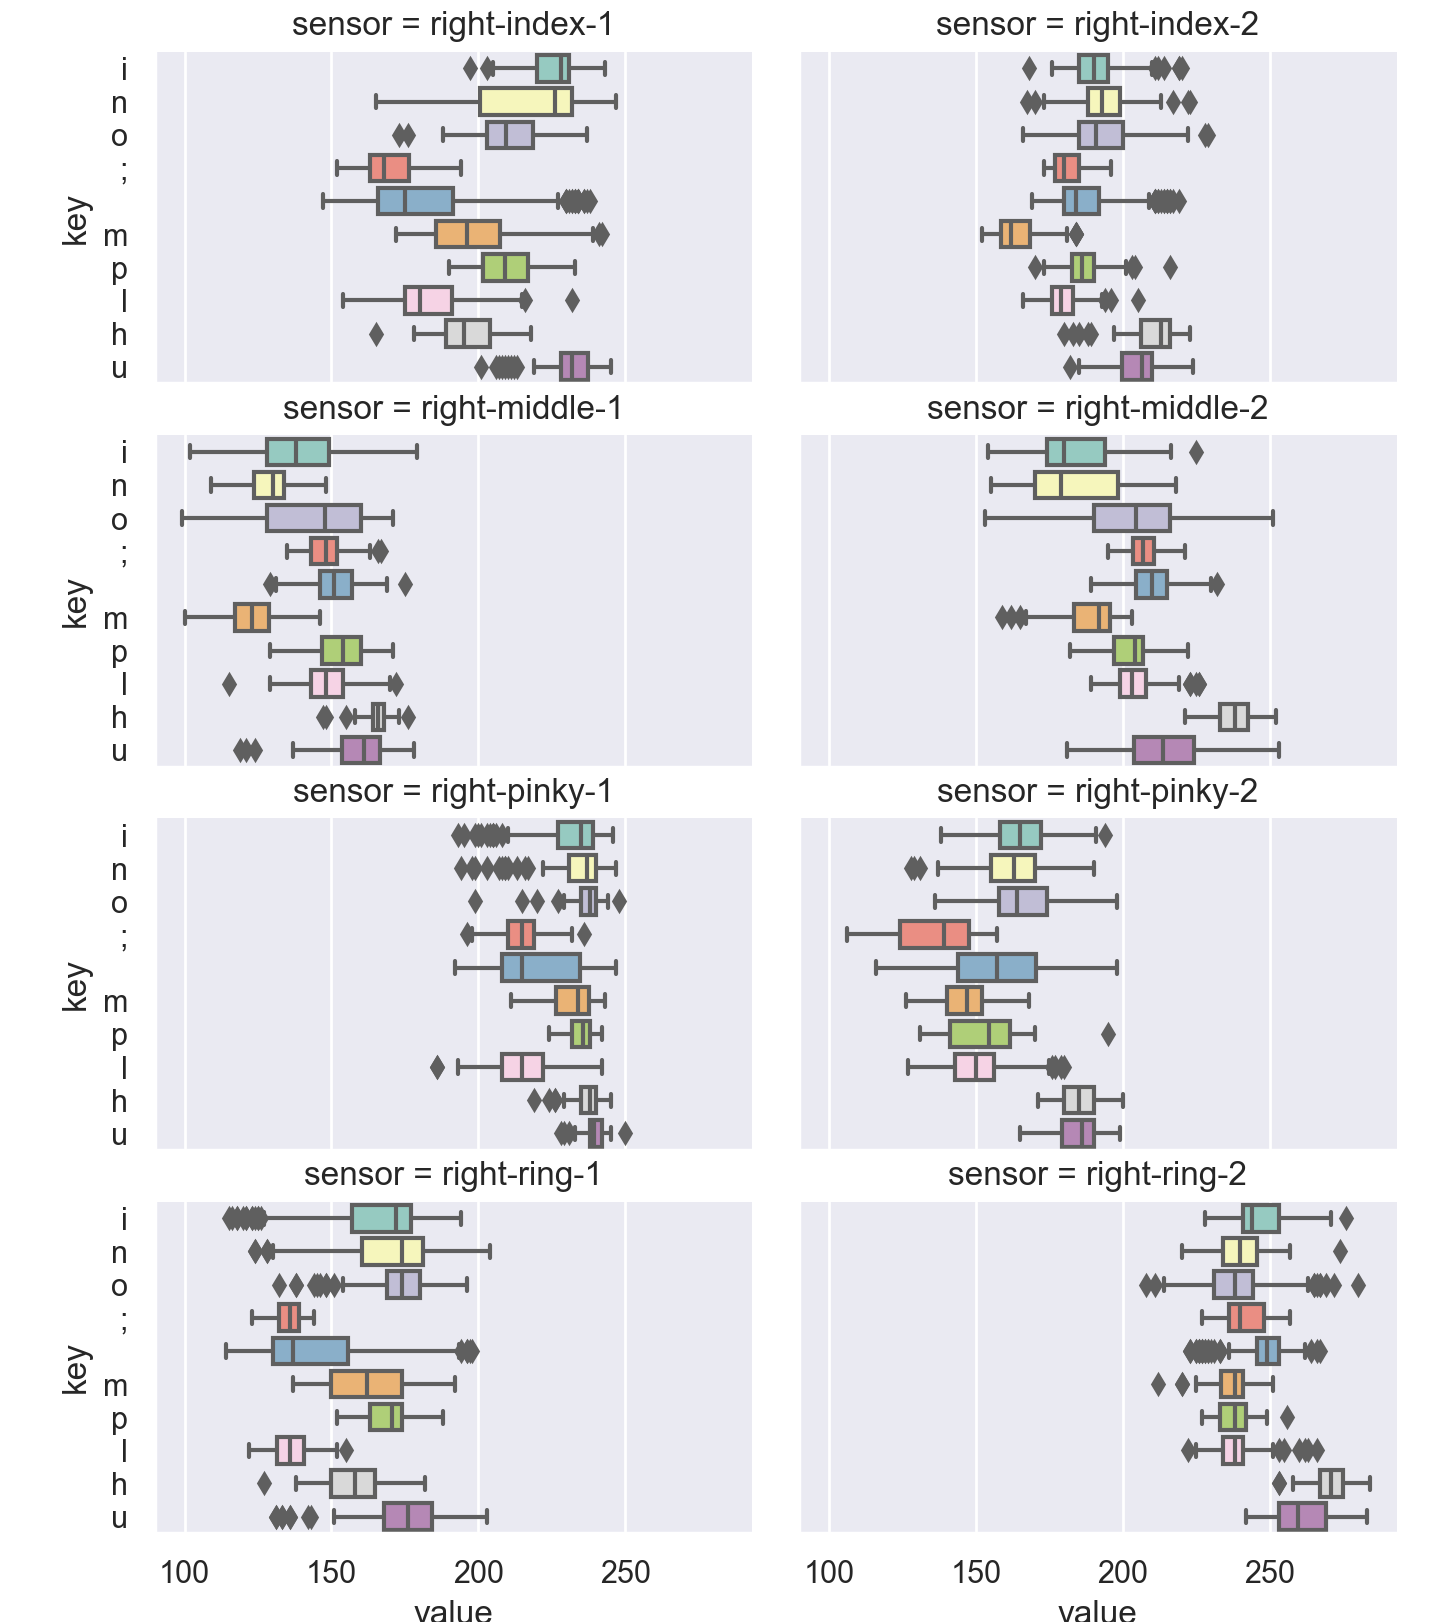 sensor = right-index-1
sensor = right-index-2
key
i
n
o
;
m
p
l
h
u
sensor = right-middle-1
sensor = right-middle-2
key
i
n
o
;
m
p
l
h
u
sensor = right-pinky-1
sensor = right-pinky-2
key
i
n
o
;
m
p
l
h
u
sensor = right-ring-1
sensor = right-ring-2
key
i
n
o
;
m
p
l
h
u
100 150 200 250
100 150 200 250
value
value